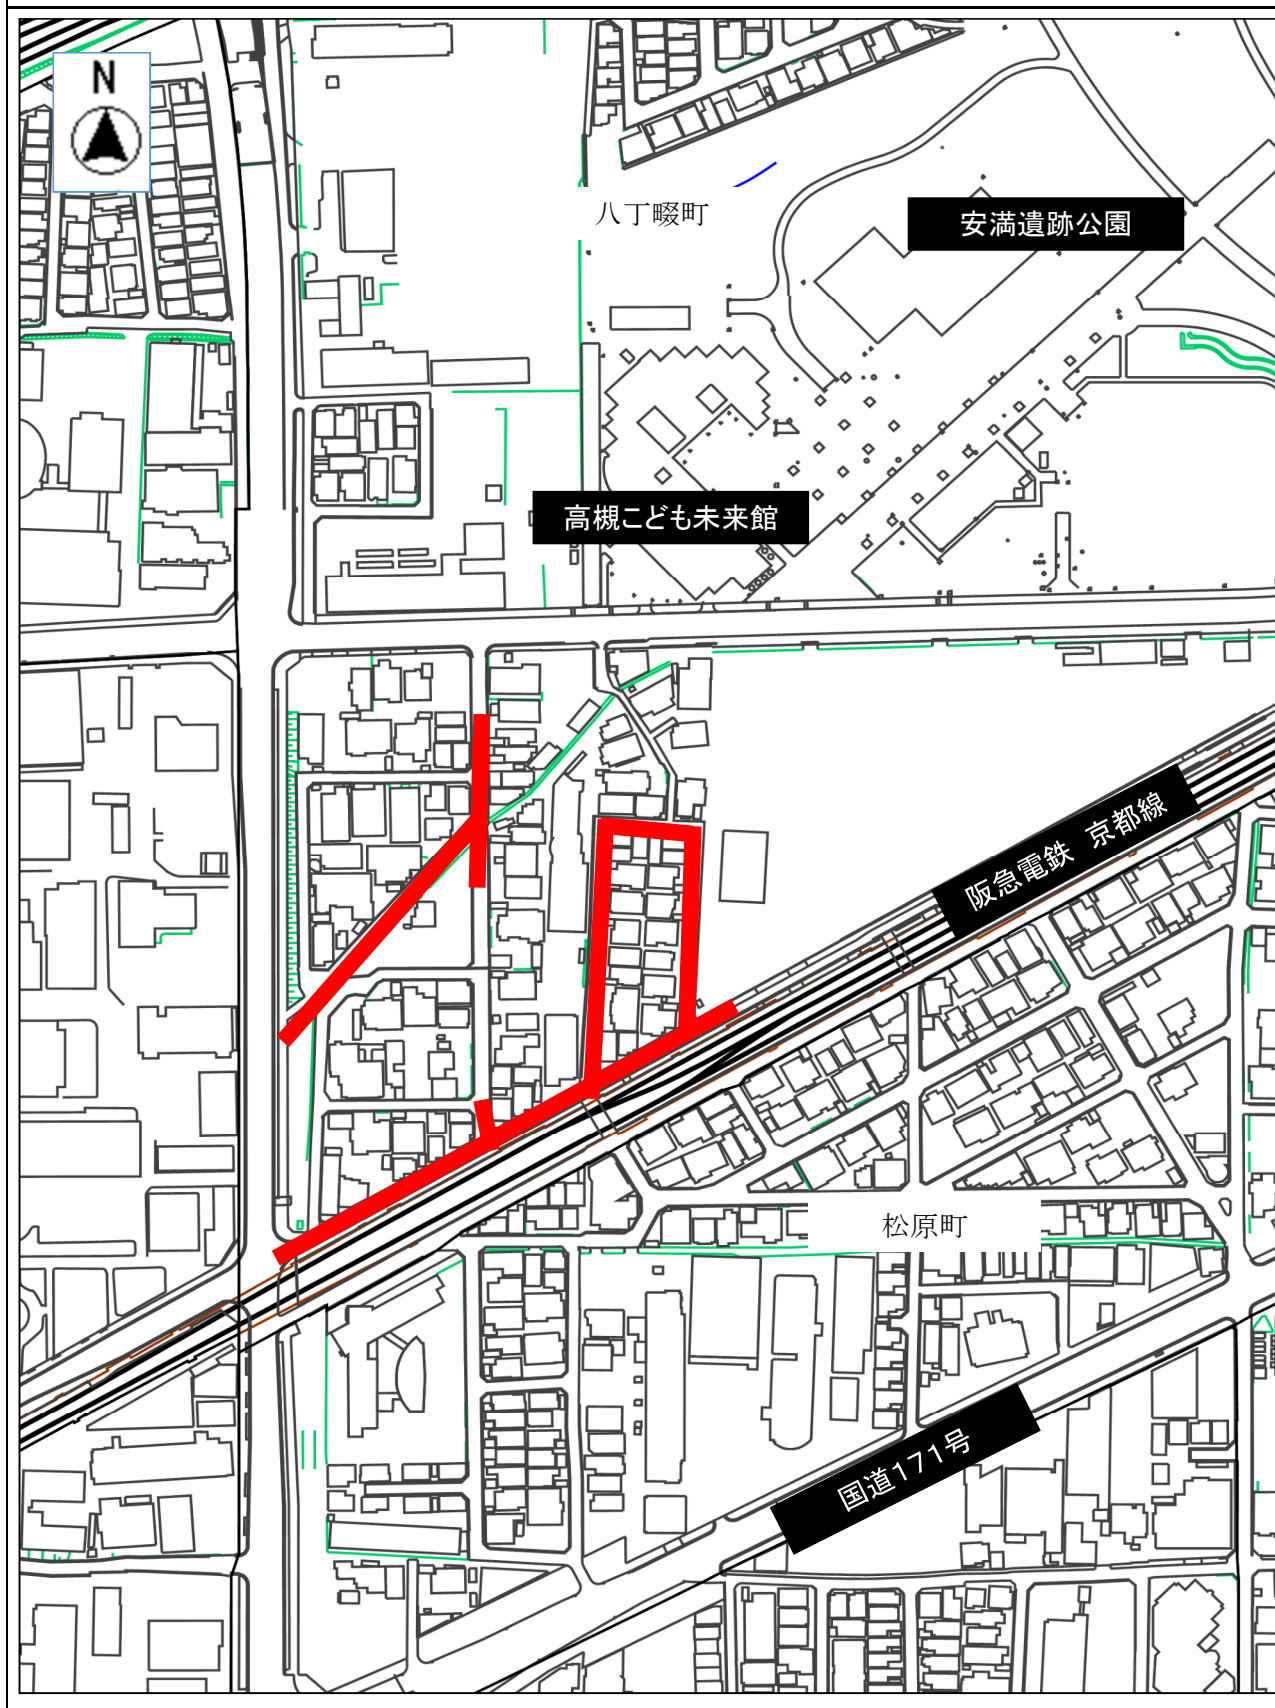 N
八丁畷町
安満遺跡公園
高槻こども未来館
阪急電鉄　京都線
松原町
国道171号